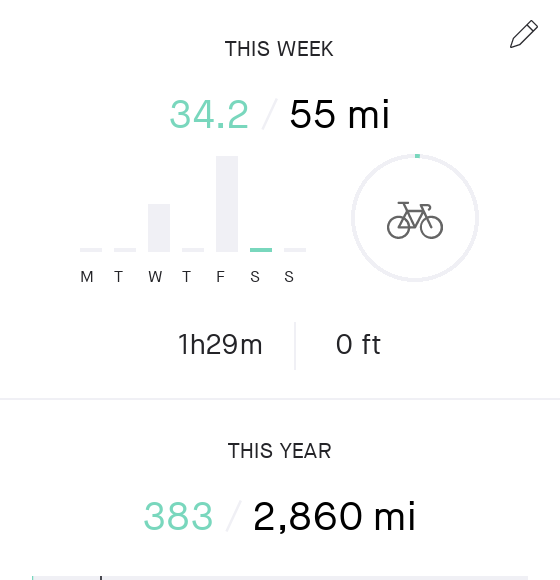 THIS WEEK
34.2 / 55 mi
M T W T F S S
1h29m 0 ft
THIS YEAR
383 / 2,860 mi